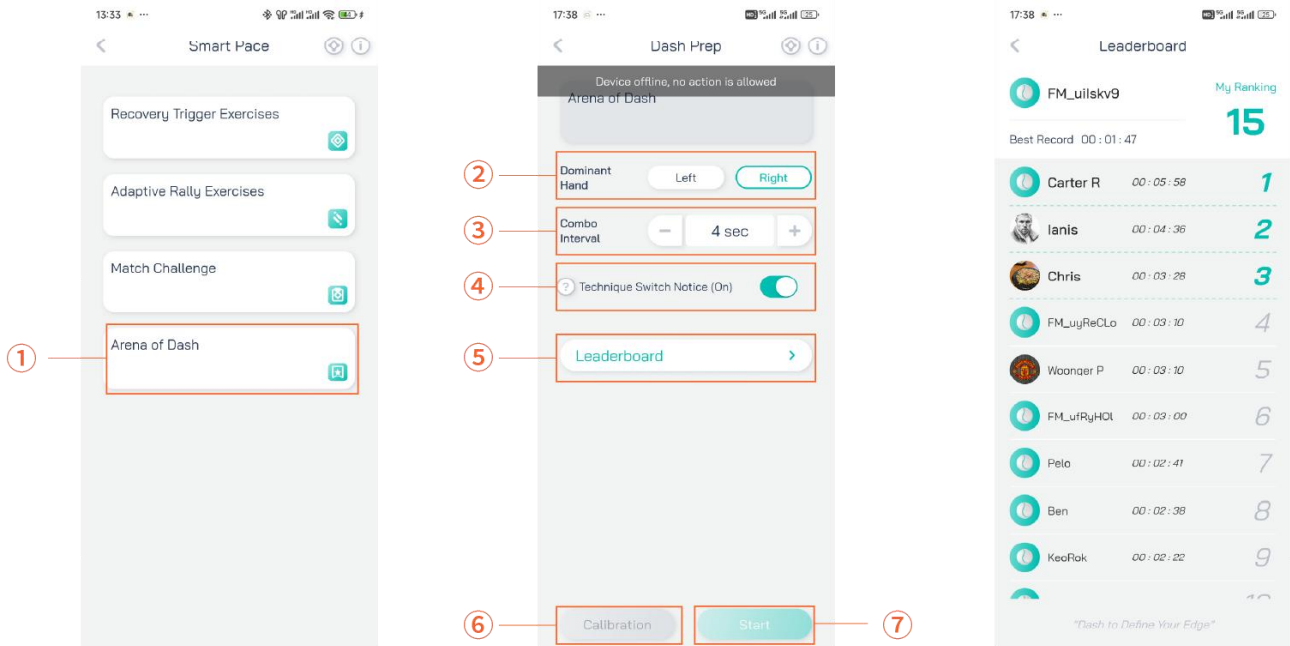 13:33 ...
Smart Pace
Recovery Trigger Exercises
Adaptive Rally Exercises
Match Challenge
① Arena of Dash
17:38 ...
Dash Prep
Device offline, no action is allowed
Arena of Dash
② Dominant Hand Left Right
③ Combo Interval − 4 sec +
④ ? Technique Switch Notice (On)
⑤ Leaderboard >
⑥ Calibration Start ⑦
17:38 ...
Leaderboard
FM_uilskv9 My Ranking
15
Best Record 00:01:47
Carter R 00:05:58 1
Ianis 00:04:36 2
Chris 00:03:28 3
FM_uyReCLo 00:03:10 4
Woonger P 00:03:10 5
FM_ufRyHOl 00:03:00 6
Pelo 00:02:41 7
Ben 00:02:38 8
KeoRok 00:02:22 9
"Dash to Define Your Edge"